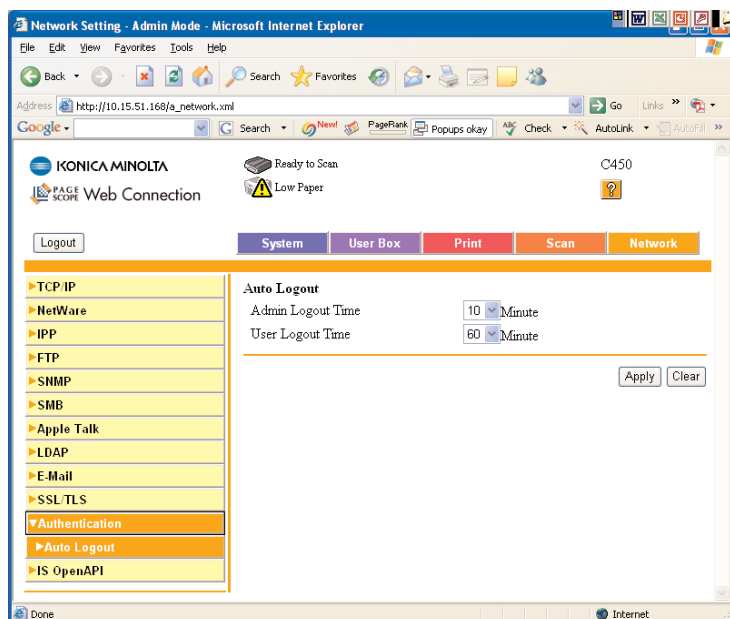 Network Setting - Admin Mode - Microsoft Internet Explorer
File Edit View Favorites Tools Help
Back Search Favorites
Address http://10.15.51.168/a_network.xml Go Links »
Google Search New! PageRank Popups okay ABC Check AutoLink AutoFill »
KONICA MINOLTA Ready to Scan C450
PAGE SCOPE Web Connection Low Paper ?
Logout System User Box Print Scan Network
TCP/IP
NetWare
IPP
FTP
SNMP
SMB
Apple Talk
LDAP
E-Mail
SSL/TLS
Authentication
Auto Logout
IS OpenAPI
Auto Logout
Admin Logout Time 10 Minute
User Logout Time 60 Minute
Apply Clear
Done Internet